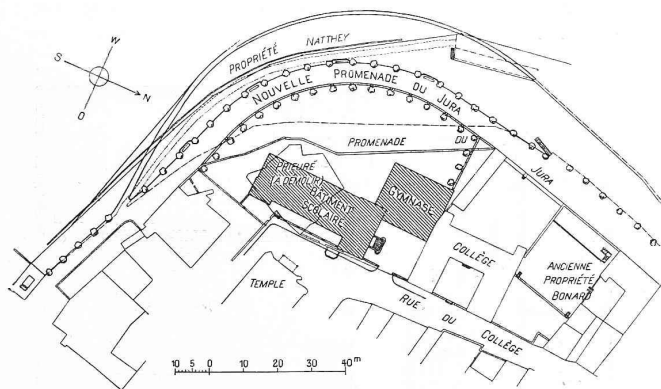 W
S
N
O
PROPRIÉTÉ NATTHEY
NOUVELLE PROMENADE DU JURA
PROMENADE DU JURA
PRIEURÉ
(A DÉMOLIR)
BÂTIMENT
SCOLAIRE
GYMNASE
COLLÈGE
ANCIENNE
PROPRIÉTÉ
BONARD
TEMPLE
RUE DU COLLÈGE
10 5 0 10 20 30 40 m